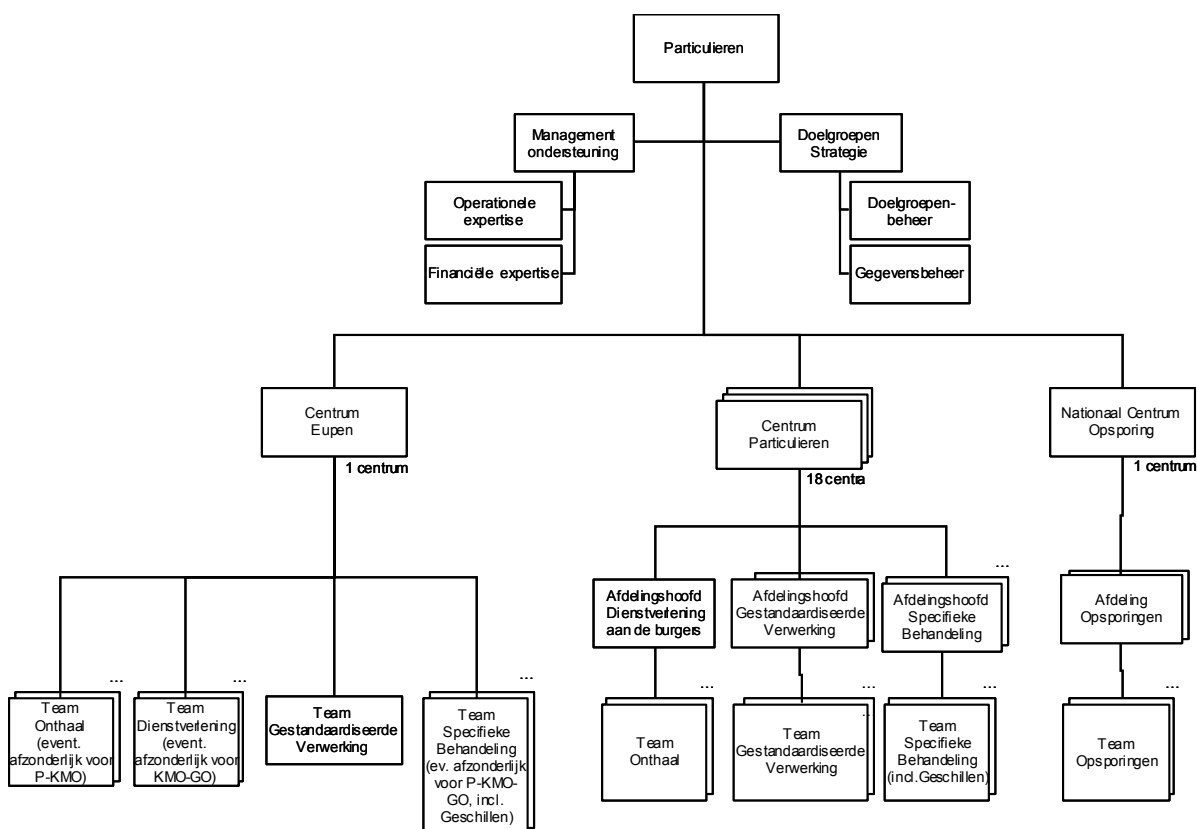 Particulieren
Management
ondersteuning
Doelgroepen
Strategie
Operationele
expertise
Doelgroepen-
beheer
Financiële expertise
Gegevensbeheer
Centrum
Eupen
1 centrum
Centrum
Particulieren
18 centra
Nationaal Centrum
Opsporing
1 centrum
Afdelingshoofd
Dienstverlening
aan de burgers
Afdelingshoofd
Gestandaardiseerde
Verwerking
...
Afdelingshoofd
Specifieke
Behandeling
...
Afdeling
Opsporingen
...
Team
Onthaal
(event.
afzonderlijk voor
P-KMO)
...
Team
Dienstverlening
(event.
afzonderlijk voor
KMO-GO)
Team
Gestandaardiseerde
Verwerking
...
Team
Specifieke
Behandeling
(ev. afzonderlijk
voor P-KMO-
GO, incl.
Geschillen)
...
Team
Onthaal
...
...
Team
Gestandaardiseerde
Verwerking
...
Team
Specifieke
Behandeling
(incl.Geschillen)
...
Team
Opsporingen